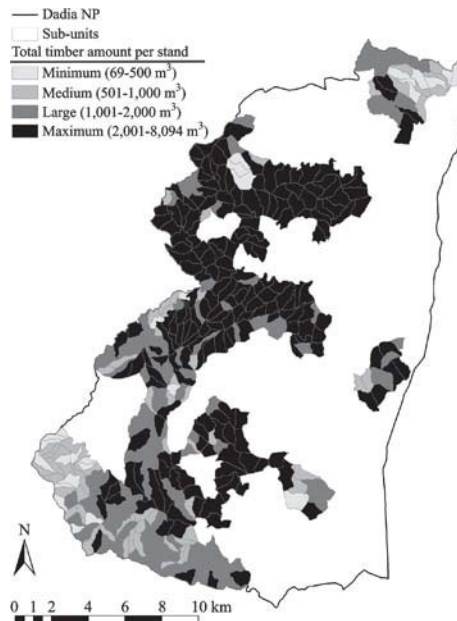 Dadia NP
Sub-units
Total timber amount per stand
Minimum (69-500 m³)
Medium (501-1,000 m³)
Large (1,001-2,000 m³)
Maximum (2,001-8,094 m³)
N
0 1 2 4 6 8 10 km